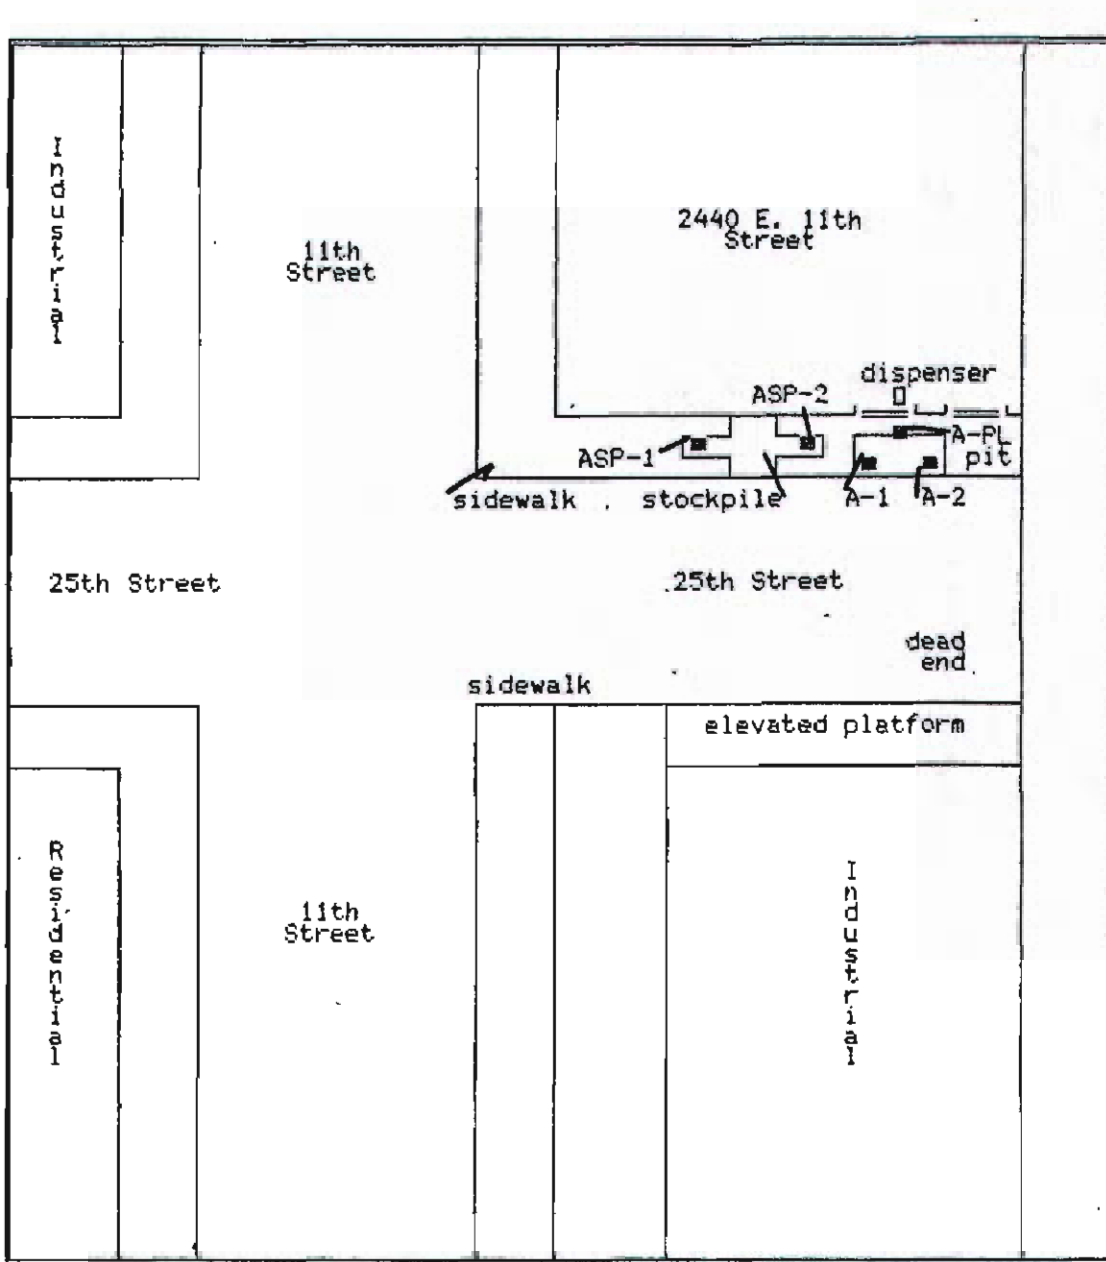 Industrial
11th
Street
2440 E. 11th
Street
dispenser
ASP-2
ASP-1
A-PL
pit
sidewalk
stockpile
A-1
A-2
25th Street
25th Street
dead
end
sidewalk
elevated platform
Residential
11th
Street
Industrial